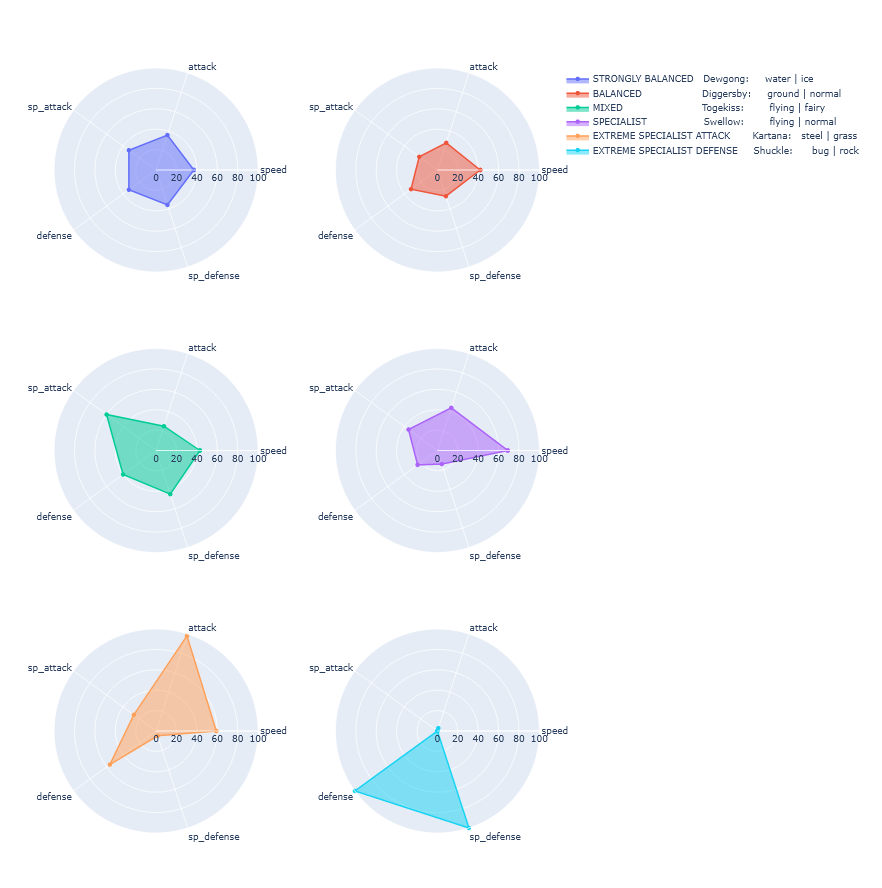 attack
sp_attack
speed
0 20 40 60 80 100
defense
sp_defense
attack
sp_attack
speed
0 20 40 60 80 100
defense
sp_defense
STRONGLY BALANCED Dewgong: water | ice
BALANCED Diggersby: ground | normal
MIXED Togekiss: flying | fairy
SPECIALIST Swellow: flying | normal
EXTREME SPECIALIST ATTACK Kartana: steel | grass
EXTREME SPECIALIST DEFENSE Shuckle: bug | rock
attack
sp_attack
speed
0 20 40 60 80 100
defense
sp_defense
attack
sp_attack
speed
0 20 40 60 80 100
defense
sp_defense
attack
sp_attack
speed
0 20 40 60 80 100
defense
sp_defense
attack
sp_attack
speed
0 20 40 60 80 100
defense
sp_defense